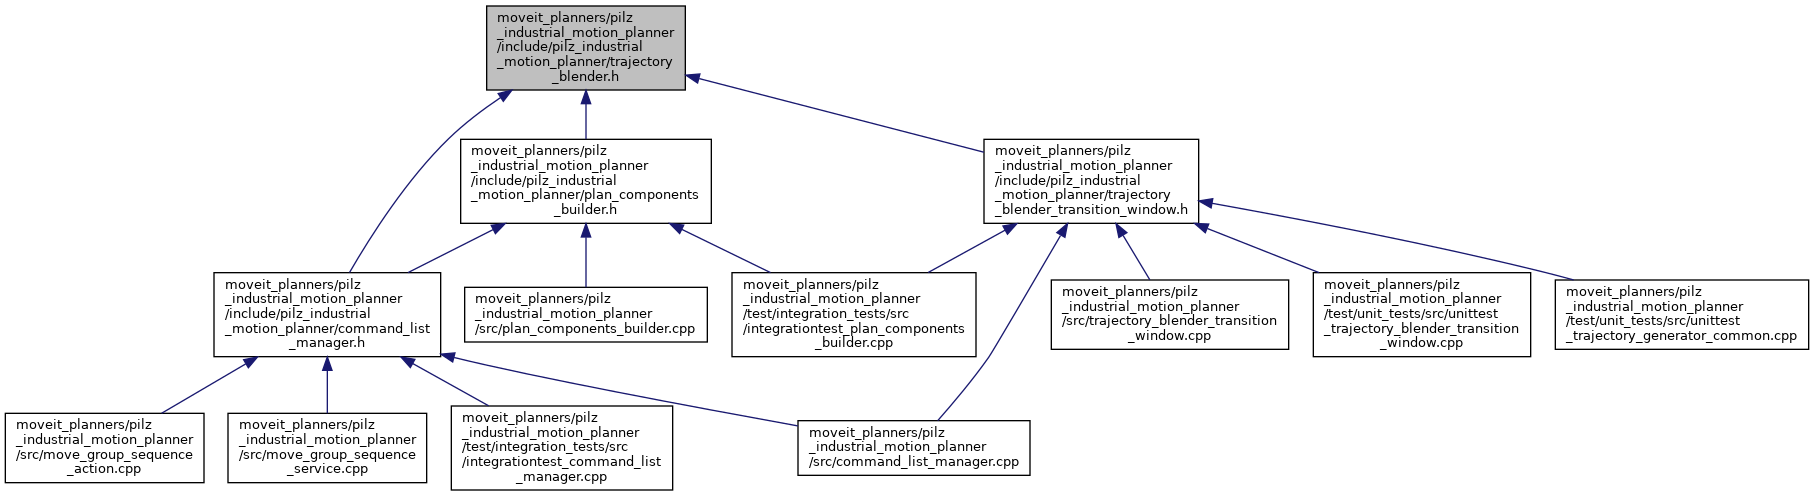 moveit_planners/pilz
_industrial_motion_planner
/include/pilz_industrial
_motion_planner/trajectory
_blender.h
moveit_planners/pilz
_industrial_motion_planner
/include/pilz_industrial
_motion_planner/plan_components
_builder.h
moveit_planners/pilz
_industrial_motion_planner
/include/pilz_industrial
_motion_planner/trajectory
_blender_transition_window.h
moveit_planners/pilz
_industrial_motion_planner
/include/pilz_industrial
_motion_planner/command_list
_manager.h
moveit_planners/pilz
_industrial_motion_planner
/src/plan_components_builder.cpp
moveit_planners/pilz
_industrial_motion_planner
/test/integration_tests/src
/integrationtest_plan_components
_builder.cpp
moveit_planners/pilz
_industrial_motion_planner
/src/trajectory_blender_transition
_window.cpp
moveit_planners/pilz
_industrial_motion_planner
/test/unit_tests/src/unittest
_trajectory_blender_transition
_window.cpp
moveit_planners/pilz
_industrial_motion_planner
/test/unit_tests/src/unittest
_trajectory_generator_common.cpp
moveit_planners/pilz
_industrial_motion_planner
/src/move_group_sequence
_action.cpp
moveit_planners/pilz
_industrial_motion_planner
/src/move_group_sequence
_service.cpp
moveit_planners/pilz
_industrial_motion_planner
/test/integration_tests/src
/integrationtest_command_list
_manager.cpp
moveit_planners/pilz
_industrial_motion_planner
/src/command_list_manager.cpp